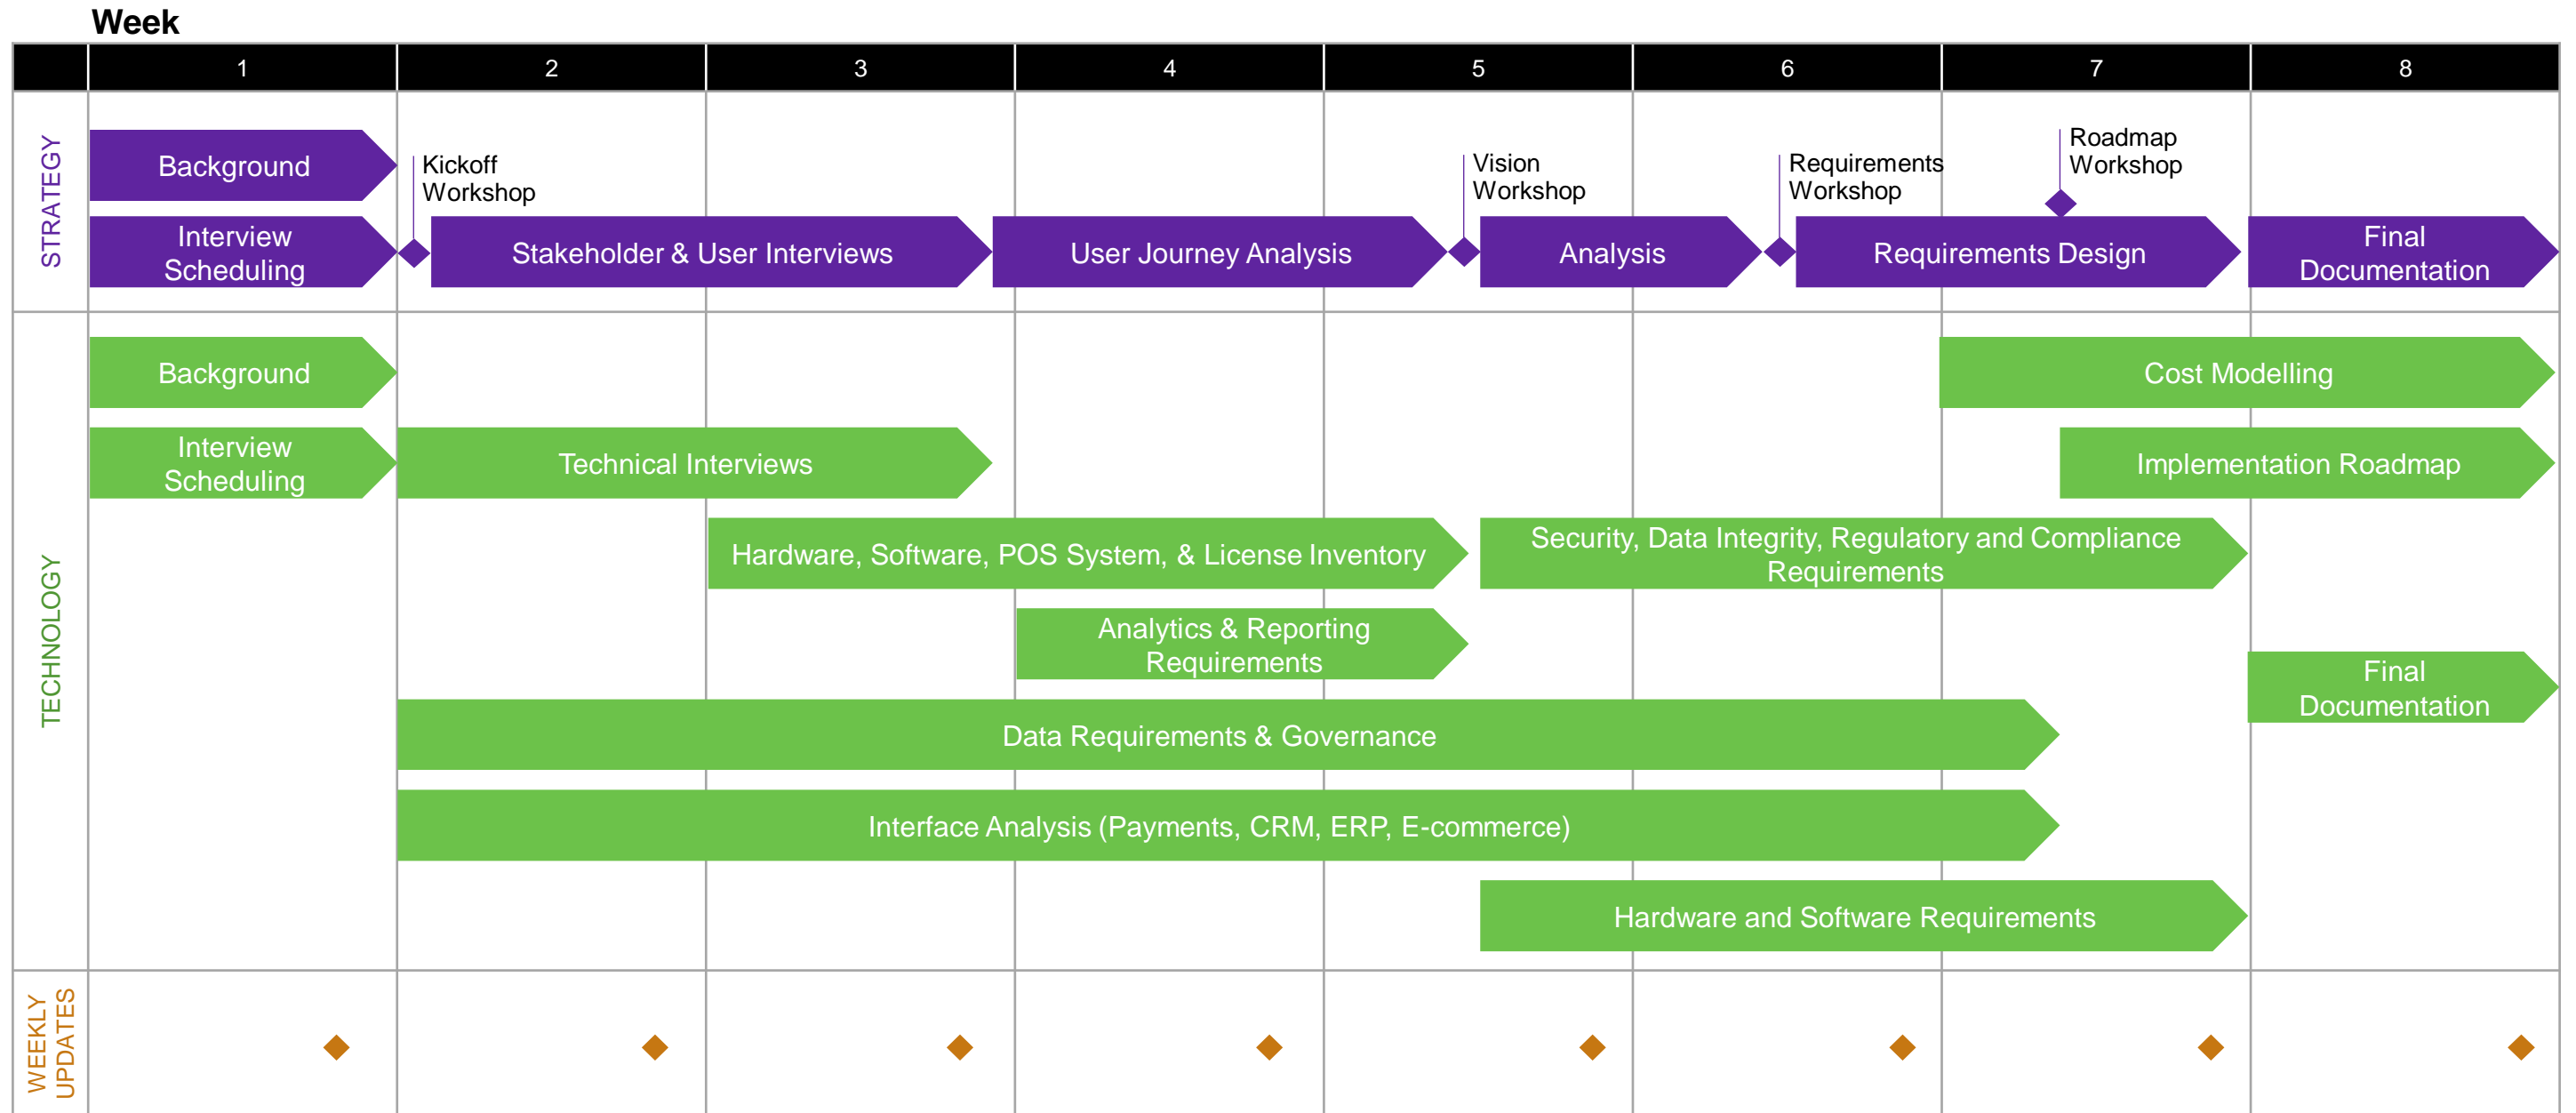 Week
1 2 3 4 5 6 7 8
STRATEGY
Background
Kickoff
Workshop
Vision
Workshop
Requirements
Workshop
Roadmap
Workshop
Interview
Scheduling
Stakeholder & User Interviews
User Journey Analysis
Analysis
Requirements Design
Final
Documentation
TECHNOLOGY
Background
Cost Modelling
Interview
Scheduling
Technical Interviews
Implementation Roadmap
Hardware, Software, POS System, & License Inventory
Security, Data Integrity, Regulatory and Compliance
Requirements
Analytics & Reporting
Requirements
Final
Documentation
Data Requirements & Governance
Interface Analysis (Payments, CRM, ERP, E-commerce)
Hardware and Software Requirements
WEEKLY
UPDATES